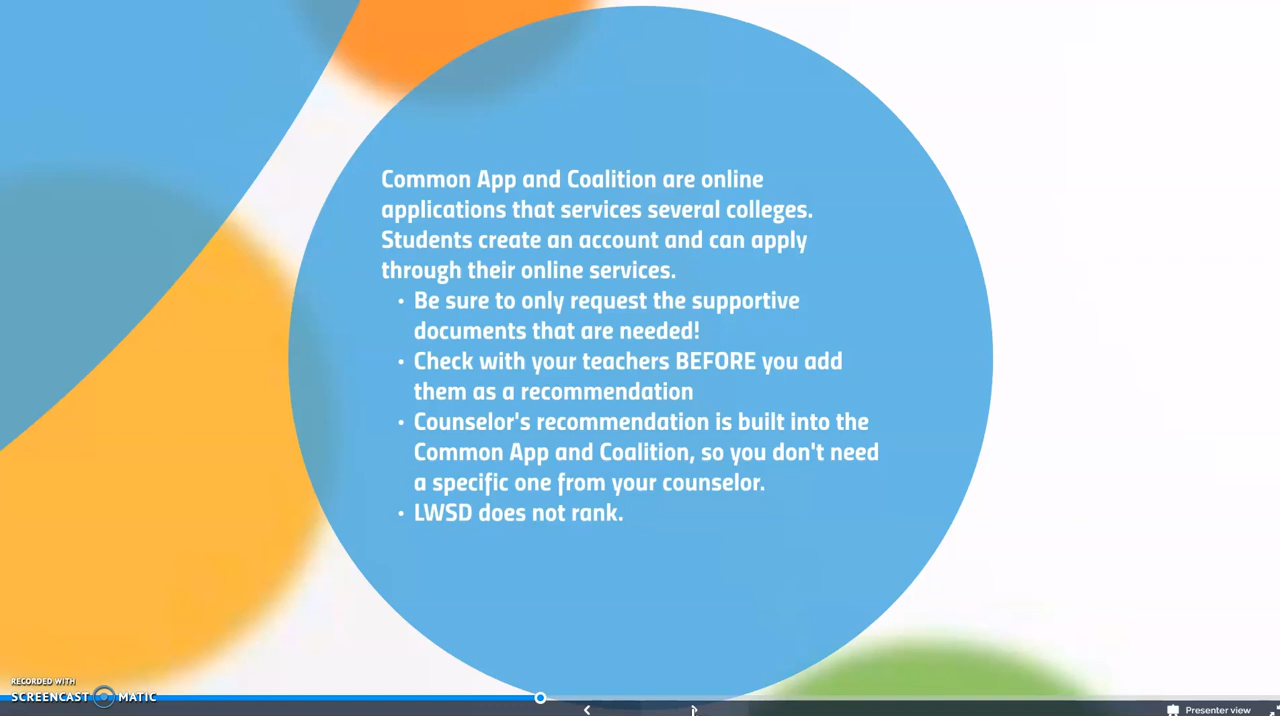 Common App and Coalition are online
applications that services several colleges.
Students create an account and can apply
through their online services.
• Be sure to only request the supportive
documents that are needed!
• Check with your teachers BEFORE you add
them as a recommendation
• Counselor's recommendation is built into the
Common App and Coalition, so you don't need
a specific one from your counselor.
• LWSD does not rank.
RECORDED WITH
SCREENCAST MATIC
Presenter view